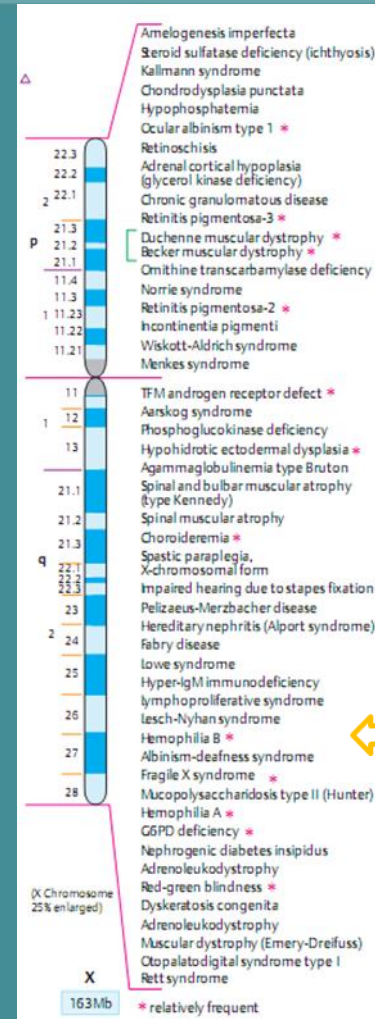 Amelogenesis imperfecta
Steroid sulfatase deficiency (ichthyosis)
Kallmann syndrome
Chondrodysplasia punctata
Hypophosphatemia
Ocular albinism type 1 *
Retinoschisis
Adrenal cortical hypoplasia
(glycerol kinase deficiency)
Chronic granulomatous disease
Retinitis pigmentosa-3 *
Duchenne muscular dystrophy *
Becker muscular dystrophy *
Ornithine transcarbamylase deficiency
Norrie syndrome
Retinitis pigmentosa-2 *
Incontinentia pigmenti
Wiskott-Aldrich syndrome
Menkes syndrome
TFM androgen receptor defect *
Aarskog syndrome
Phosphoglucokinase deficiency
Hypohidrotic ectodermal dysplasia *
Agammaglobulinemia type Bruton
Spinal and bulbar muscular atrophy
(type Kennedy)
Spinal muscular atrophy
Choroideremia *
Spastic paraplegia,
X-chromosomal form
Impaired hearing due to stapes fixation
Pelizaeus-Merzbacher disease
Hereditary nephritis (Alport syndrome)
Fabry disease
Lowe syndrome
Hyper-IgM immunodeficiency
lymphoproliferative syndrome
Lesch-Nyhan syndrome
Hemophilia B *
Albinism-deafness syndrome
Fragile X syndrome *
Mucopolysaccharidosis type II (Hunter)
Hemophilia A *
G6PD deficiency *
Nephrogenic diabetes insipidus
Adrenoleukodystrophy
Red-green blindness *
Dyskeratosis congenita
Adrenoleukodystrophy
Muscular dystrophy (Emery-Dreifuss)
Otopalatodigital syndrome type I
Rett syndrome
* relatively frequent
p
2
22.3
22.2
22.1
21.3
21.2
21.1
1
11.4
11.3
11.23
11.22
11.21
q
1
11
12
13
21.1
21.2
21.3
22.1
22.2
22.3
2
23
24
25
26
27
28
(X Chromosome
25% enlarged)
X
163Mb